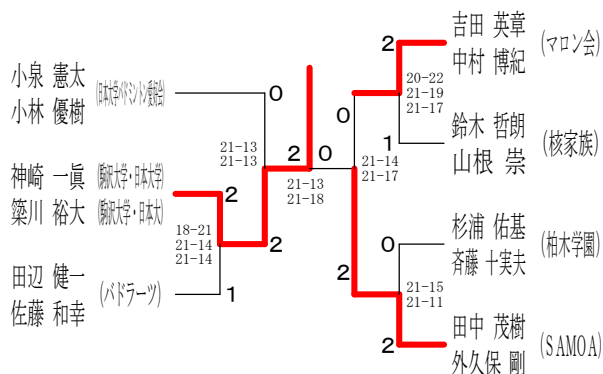 小泉 憲太
小林 優樹
(日本大学バドミントン愛好会)
0
神崎 一眞 (駒沢大学・日本大学)
簗川 裕大 (駒沢大学・日本大)
2
18-21
21-14
21-14
田辺 健一
佐藤 和幸
(バドラーツ)
1
21-13
21-13
2
2
0
21-13
21-18
吉田 英章
中村 博紀
(マロン会)
2
20-22
21-19
21-17
鈴木 哲朗
山根 崇
(核家族)
1
0
21-14
21-17
2
杉浦 佑基
斉藤 十実夫
(柏木学園)
0
21-15
21-11
田中 茂樹
外久保 剛
(SAMOA)
2